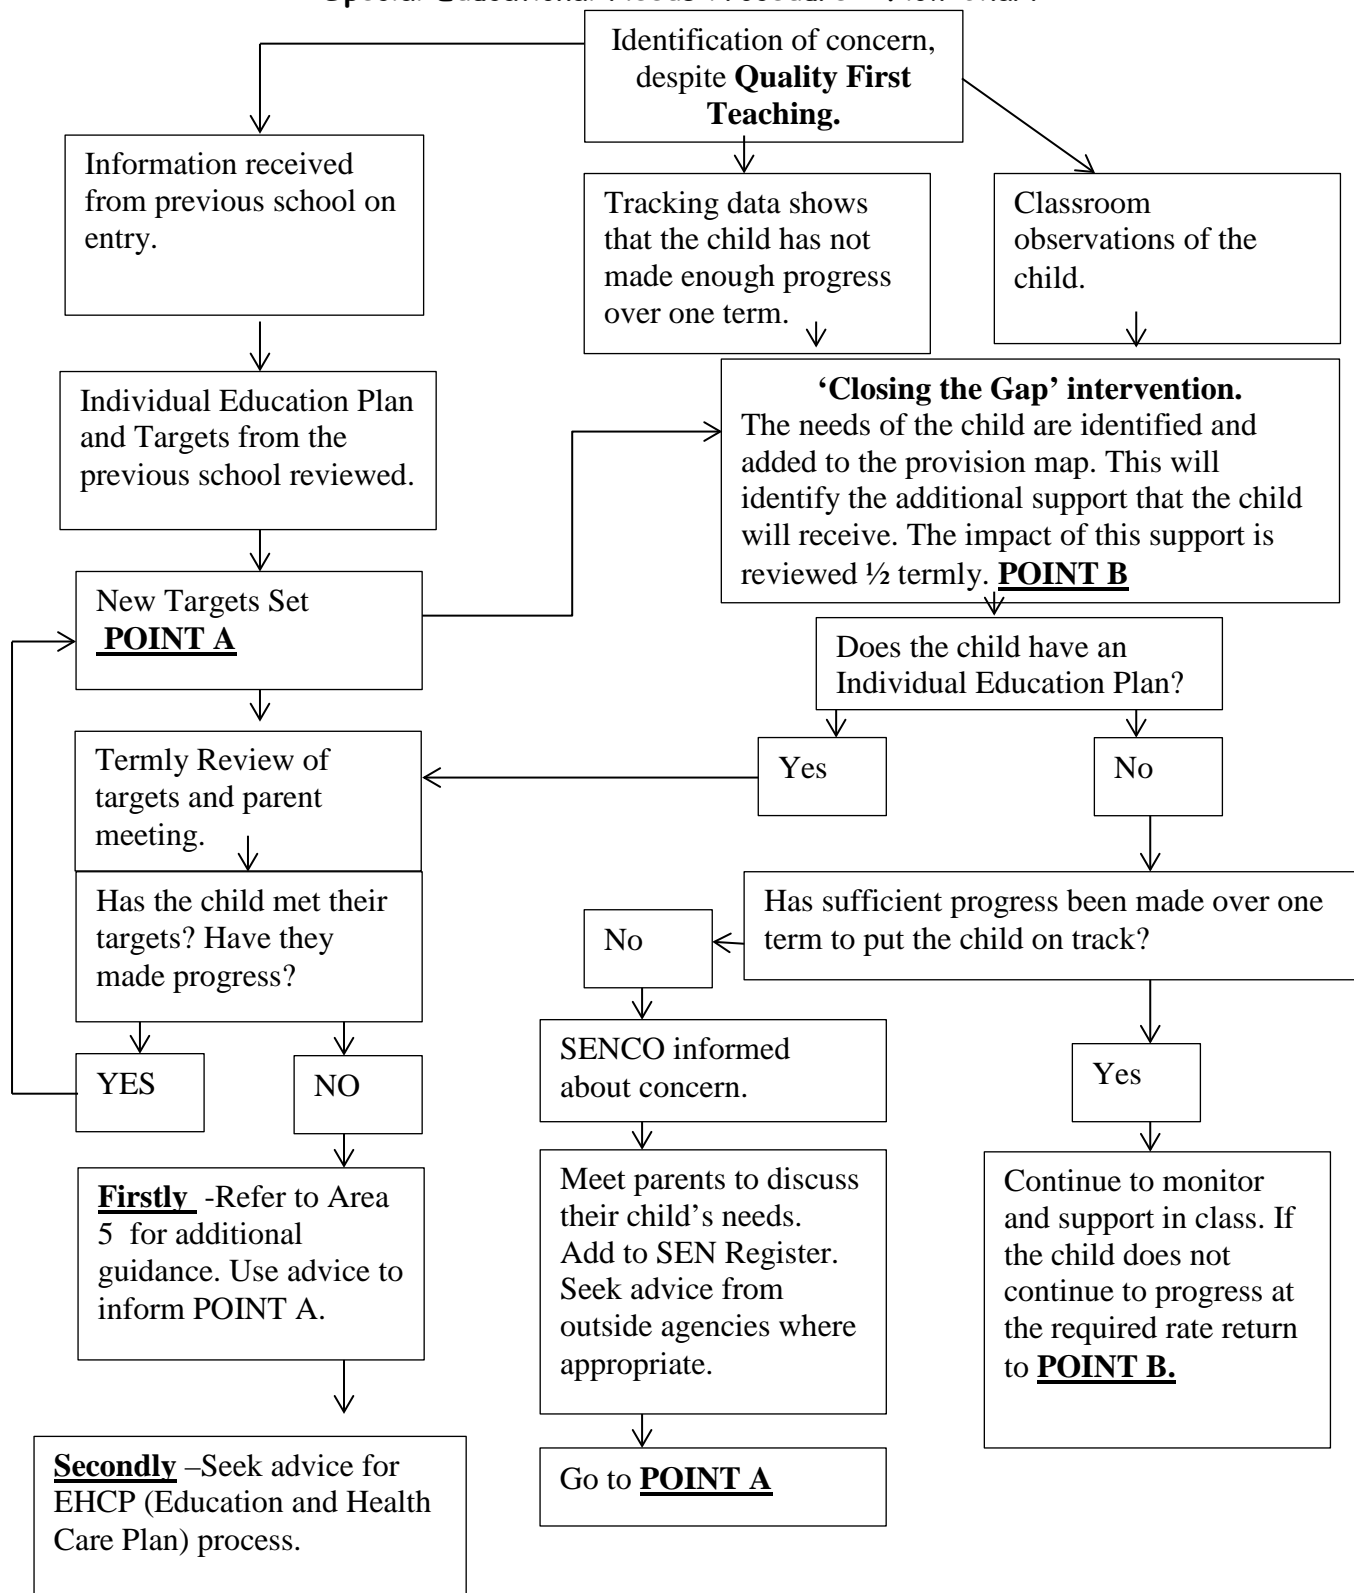 Identification of concern,
despite Quality First
Teaching.
Information received
from previous school on
entry.
Tracking data shows
that the child has not
made enough progress
over one term.
Classroom
observations of the
child.
Individual Education Plan
and Targets from the
previous school reviewed.
‘Closing the Gap’ intervention.
The needs of the child are identified and
added to the provision map. This will
identify the additional support that the child
will receive. The impact of this support is
reviewed ½ termly. POINT B
New Targets Set
POINT A
Does the child have an
Individual Education Plan?
Yes
No
Termly Review of
targets and parent
meeting.
Has the child met their
targets? Have they
made progress?
Has sufficient progress been made over one
term to put the child on track?
No
YES
NO
SENCO informed
about concern.
Yes
Firstly -Refer to Area
5 for additional
guidance. Use advice to
inform POINT A.
Meet parents to discuss
their child’s needs.
Add to SEN Register.
Seek advice from
outside agencies where
appropriate.
Continue to monitor
and support in class. If
the child does not
continue to progress at
the required rate return
to POINT B.
Secondly –Seek advice for
EHCP (Education and Health
Care Plan) process.
Go to POINT A